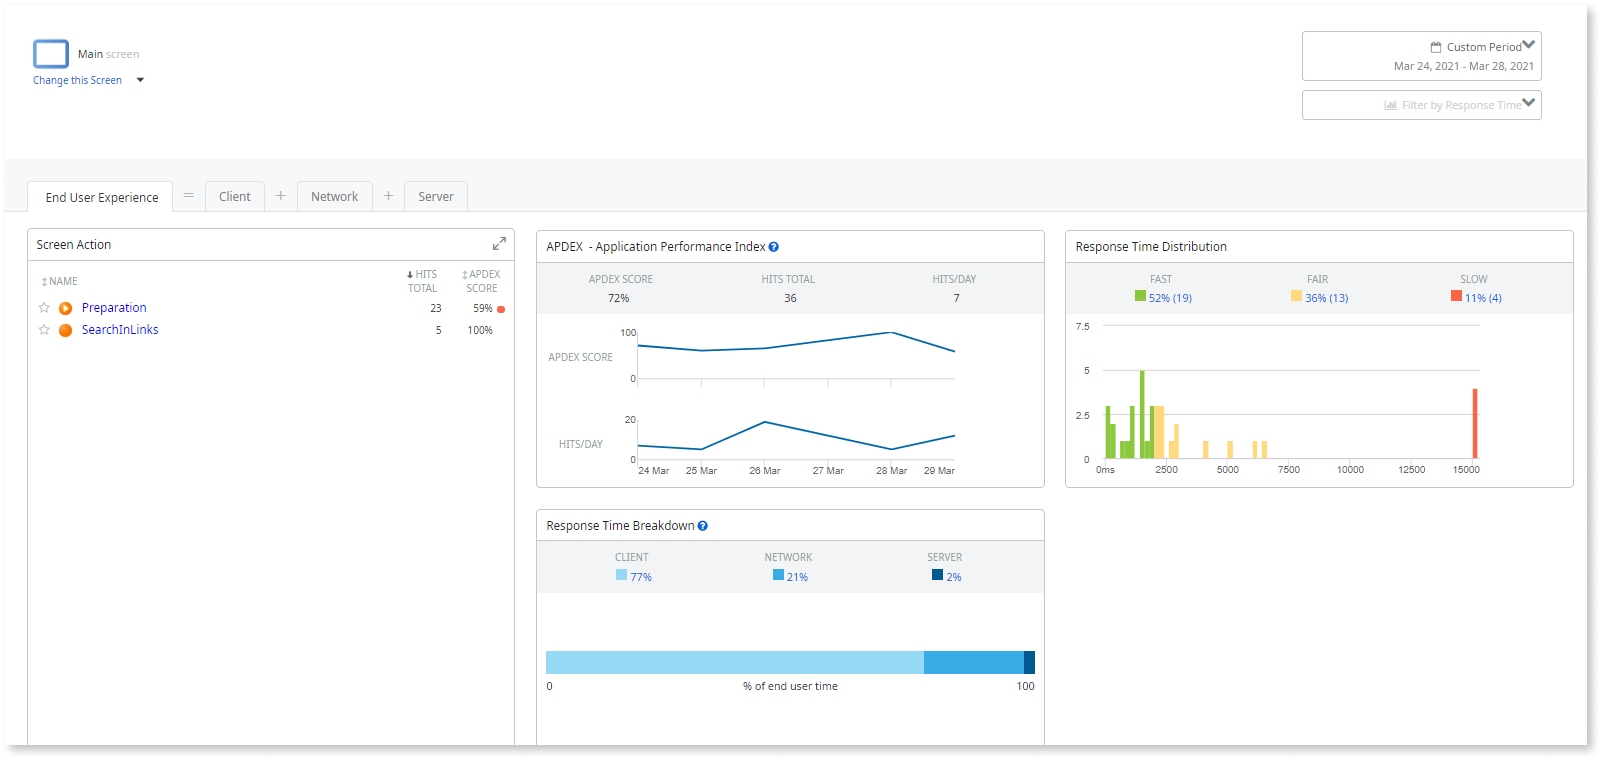 Main screen
Change this Screen
Custom Period
Mar 24, 2021 - Mar 28, 2021
Filter by Response Time
End User Experience = Client + Network + Server
Screen Action
NAME HITS TOTAL APDEX SCORE
Preparation 23 59%
SearchInLinks 5 100%
APDEX - Application Performance Index ?
APDEX SCORE HITS TOTAL HITS/DAY
72% 36 7
100
APDEX SCORE
0
20
HITS/DAY
0
24 Mar 25 Mar 26 Mar 27 Mar 28 Mar 29 Mar
Response Time Distribution
FAST FAIR SLOW
52% (19) 36% (13) 11% (4)
7.5
5
2.5
0
0ms 2500 5000 7500 10000 12500 15000
Response Time Breakdown ?
CLIENT NETWORK SERVER
77% 21% 2%
0 % of end user time 100